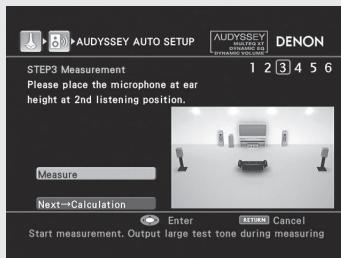 AUDYSSEY AUTO SETUP
AUDYSSEY
MULTEQ XT
DYNAMIC EQ
DYNAMIC VOLUME
DENON
STEP3 Measurement
1 2 3 4 5 6
Please place the microphone at ear
height at 2nd listening position.
Measure
Next→Calculation
Enter
RETURN Cancel
Start measurement. Output large test tone during measuring